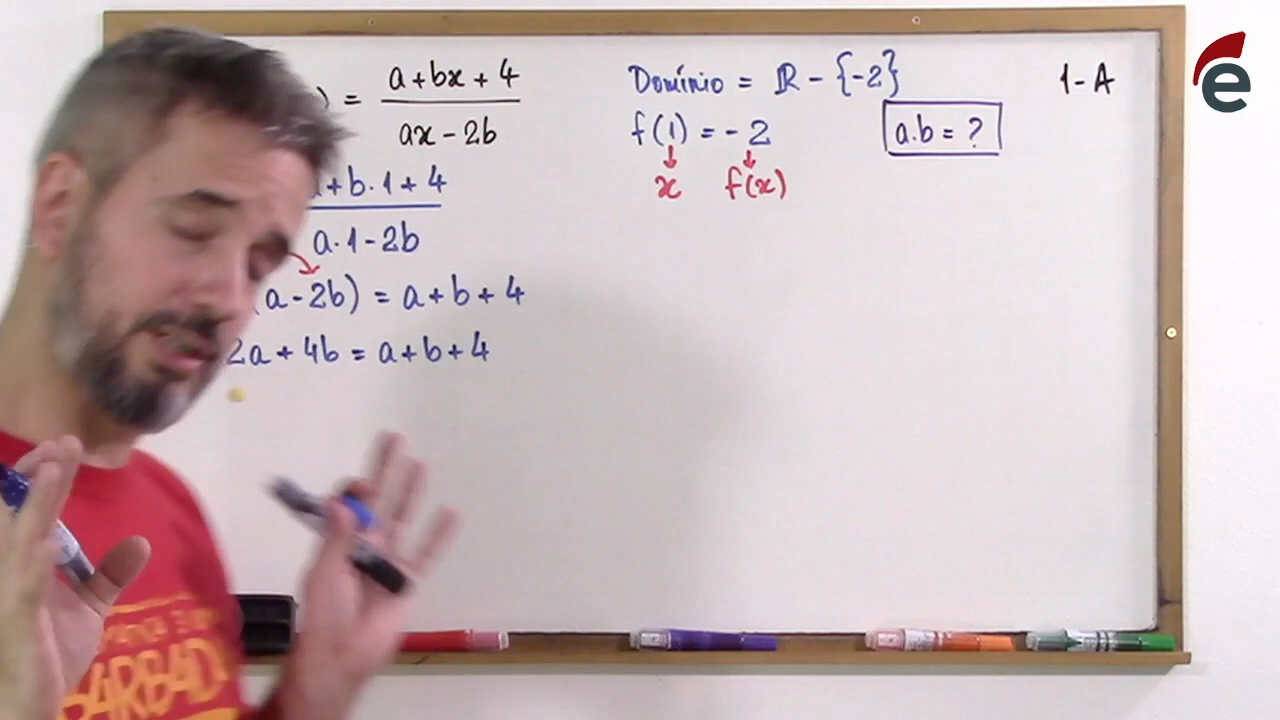 ) = a + bx + 4
ax - 2b
Domínio = ℝ - {-2}
f(1) = - 2
x f(x)
a.b = ?
1-A
+ b.1 + 4
a.1 - 2b
(a - 2b) = a + b + 4
2a + 4b = a + b + 4
e